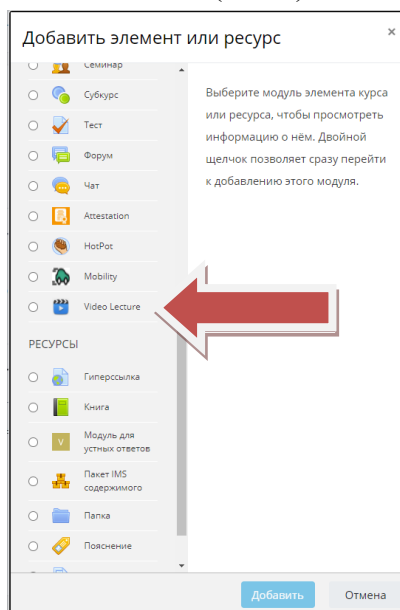 Добавить элемент или ресурс
×
Семинар
Субкурс
Тест
Форум
Чат
Attestation
HotPot
Mobility
Video Lecture
РЕСУРСЫ
Гиперссылка
Книга
V
Модуль для
устных ответов
Пакет IMS
содержимого
Папка
Пояснение
Выберите модуль элемента курса
или ресурса, чтобы просмотреть
информацию о нём. Двойной
щелчок позволяет сразу перейти
к добавлению этого модуля.
Добавить
Отмена